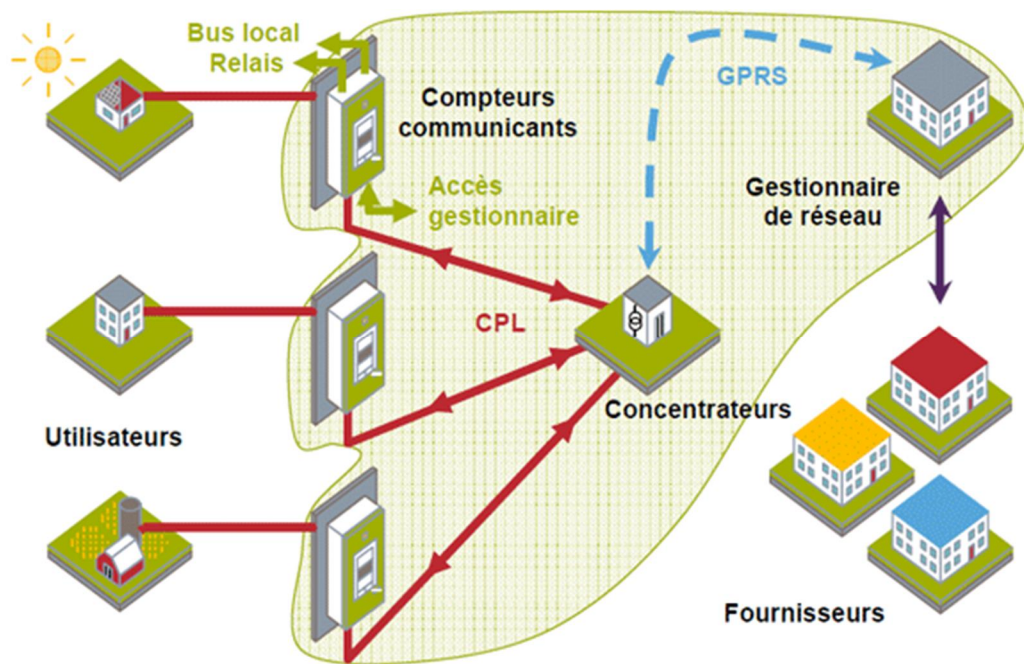 Bus local
Relais
Compteurs
communicants
GPRS
Accès
gestionnaire
Gestionnaire
de réseau
CPL
Concentrateurs
Utilisateurs
Fournisseurs